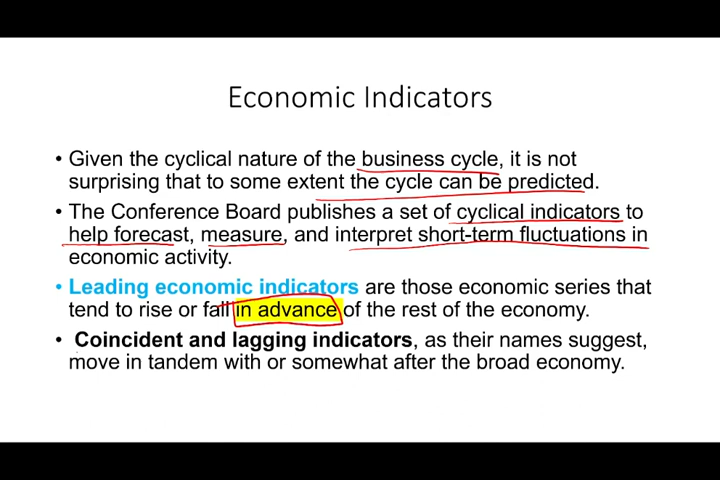 Economic Indicators
• Given the cyclical nature of the business cycle, it is not
surprising that to some extent the cycle can be predicted.
• The Conference Board publishes a set of cyclical indicators to
help forecast, measure, and interpret short-term fluctuations in
economic activity.
• Leading economic indicators are those economic series that
tend to rise or fall in advance of the rest of the economy.
• Coincident and lagging indicators, as their names suggest,
move in tandem with or somewhat after the broad economy.